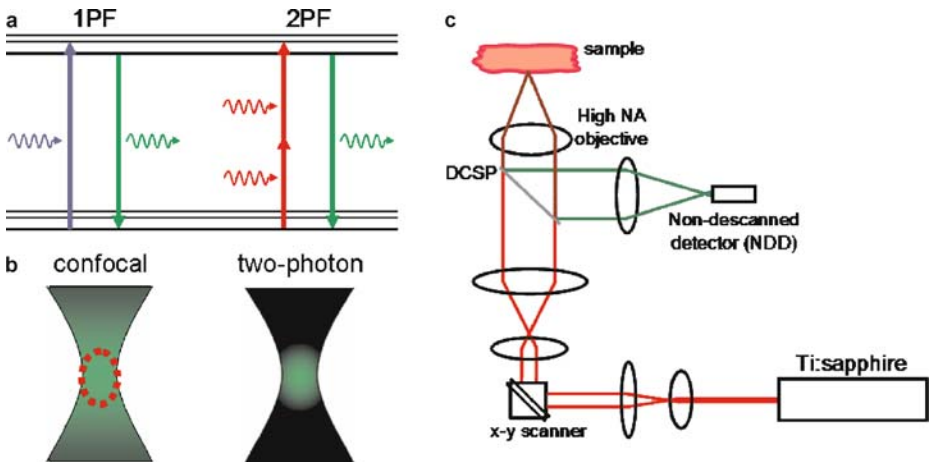 a
1PF
2PF
b
confocal
two-photon
c
sample
High NA
objective
DCSP
Non-descanned
detector (NDD)
Ti:sapphire
x-y scanner